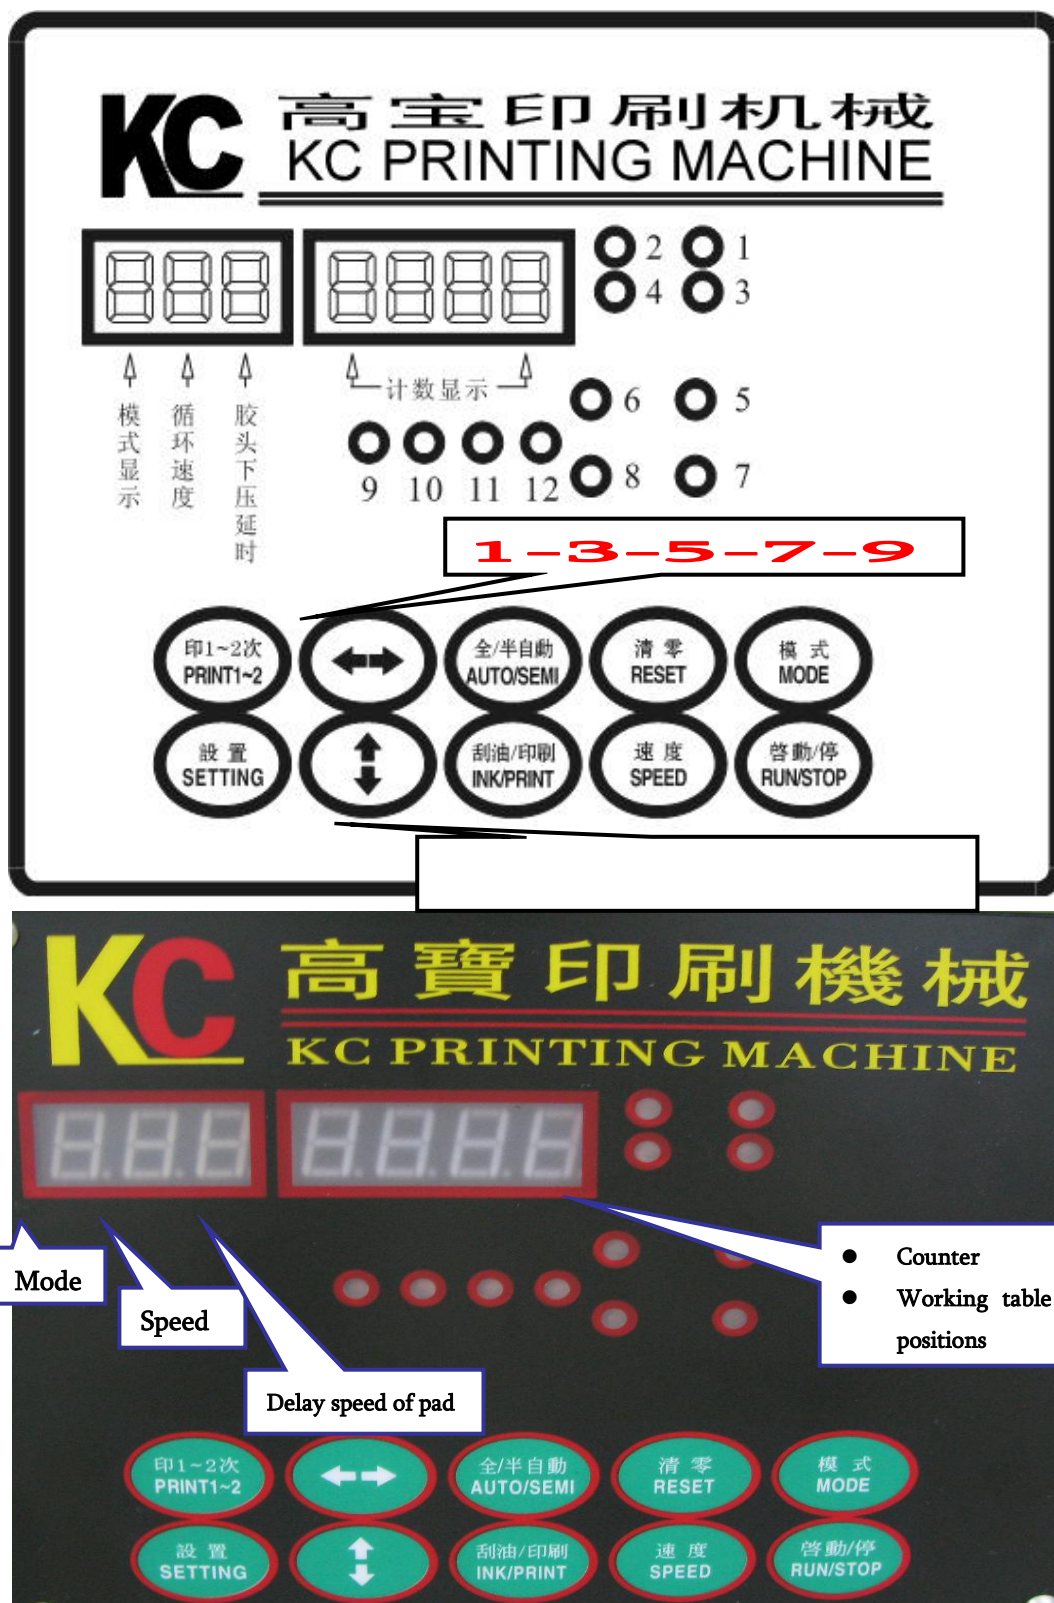 KC
高宝印刷机械
KC PRINTING MACHINE
2 1
4 3
模式显示
循环速度
胶头下压延时
计数显示
6 5
8 7
9 10 11 12
1-3-5-7-9
印1~2次
PRINT1~2
全/半自動
AUTO/SEMI
清零
RESET
模式
MODE
設置
SETTING
刮油/印刷
INK/PRINT
速度
SPEED
啓動/停
RUN/STOP
KC
高寶印刷機械
KC PRINTING MACHINE
Mode
Speed
Delay speed of pad
● Counter
● Working table
positions
印1~2次
PRINT1~2
全/半自動
AUTO/SEMI
清零
RESET
模式
MODE
設置
SETTING
刮油/印刷
INK/PRINT
速度
SPEED
啓動/停
RUN/STOP